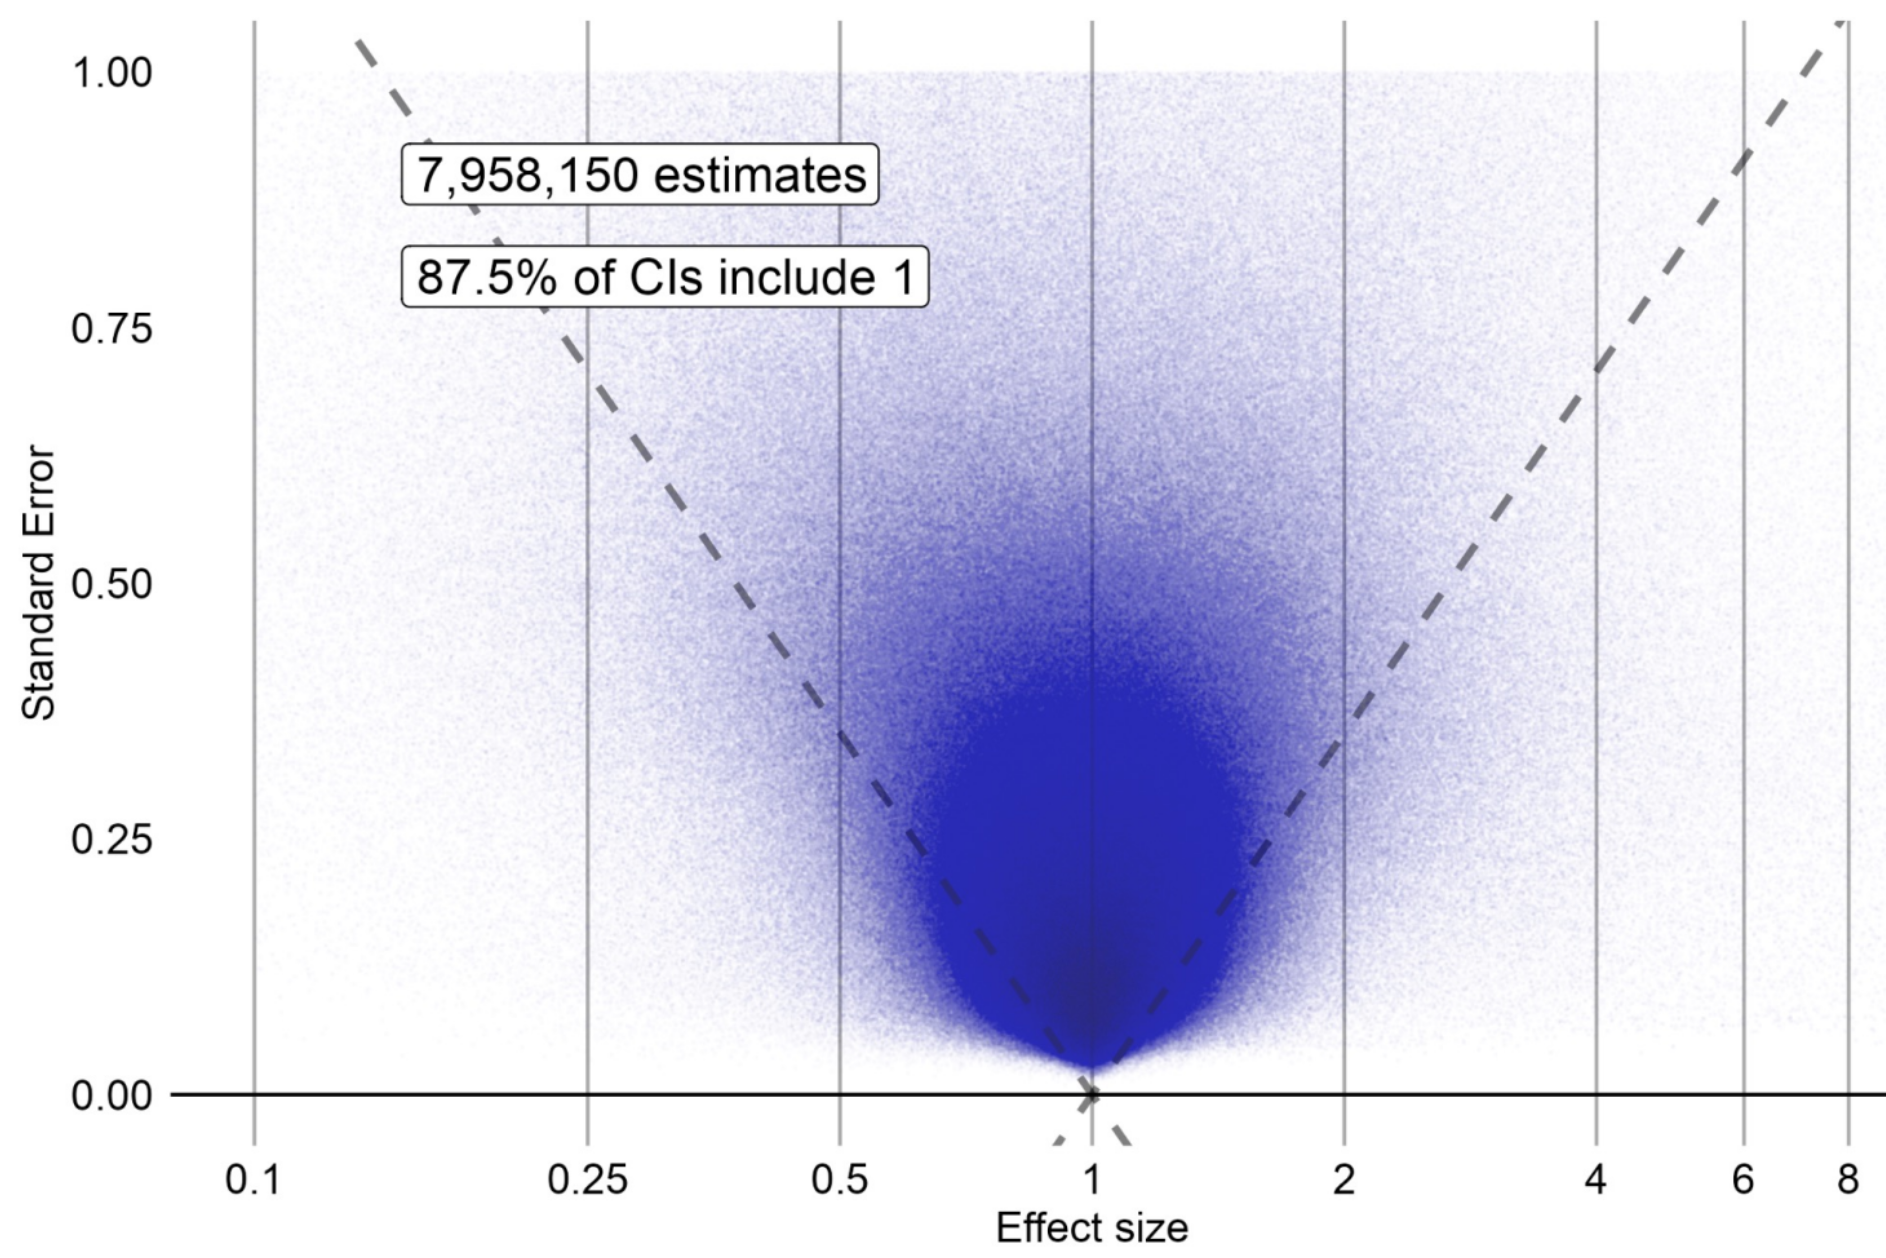 1.00
7,958,150 estimates
87.5% of CIs include 1
0.75
Standard Error
0.50
0.25
0.00
0.1 0.25 0.5 1 2 4 6 8
Effect size